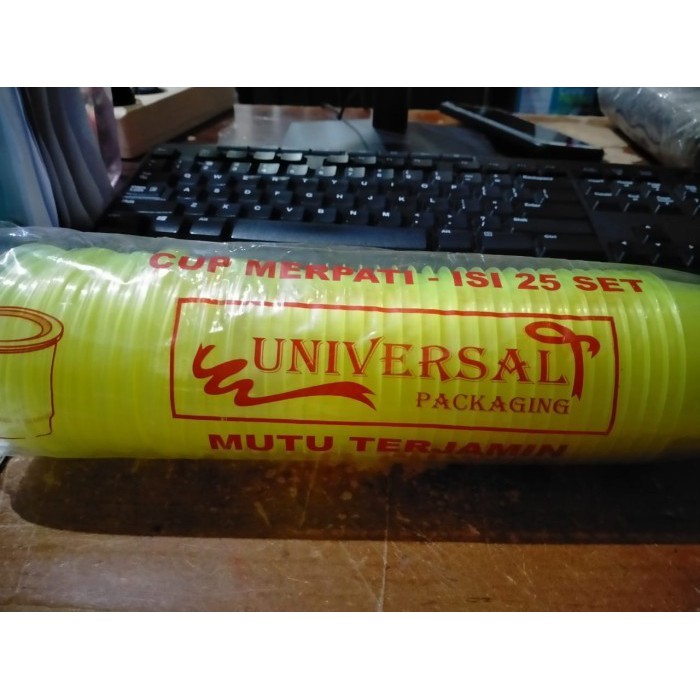 CUP MERPATI - ISI 25 SET
UNIVERSAL
PACKAGING
MUTU TERJAMIN